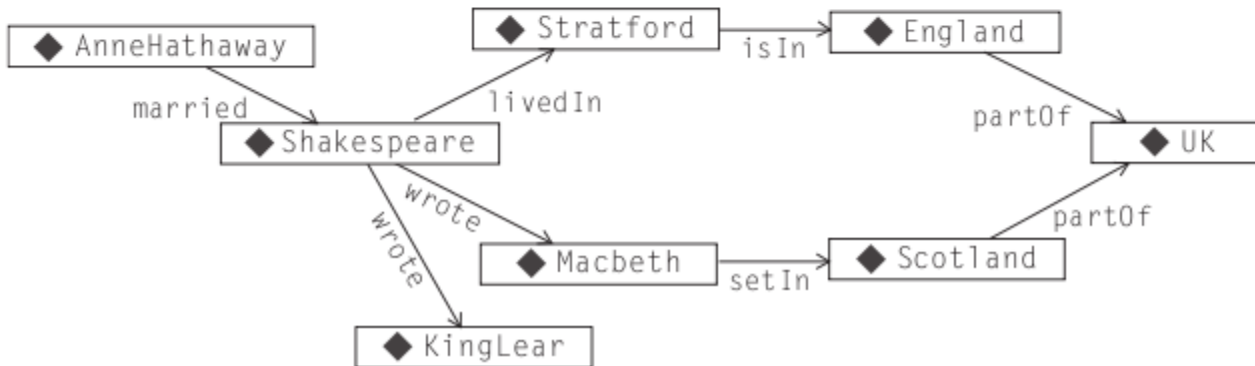 AnneHathaway
married
Shakespeare
livedIn
Stratford
isIn
England
partOf
UK
wrote
Macbeth
setIn
Scotland
partOf
wrote
KingLear